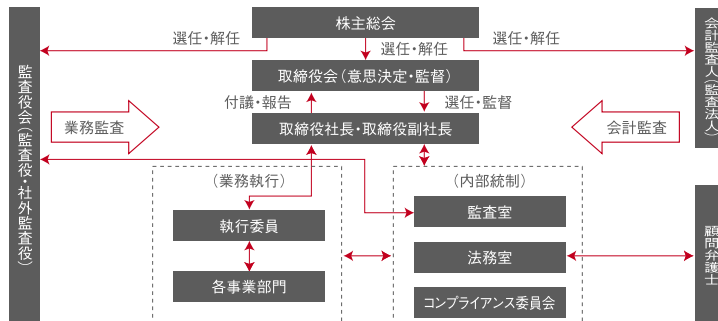 株主総会
選任・解任
選任・解任
選任・解任
取締役会(意思決定・監督)
付議・報告
選任・監督
取締役社長・取締役副社長
業務監査
会計監査
監査役会(監査役・社外監査役)
会計監査人(監査法人)
(業務執行)
執行委員
各事業部門
(内部統制)
監査室
法務室
コンプライアンス委員会
顧問弁護士